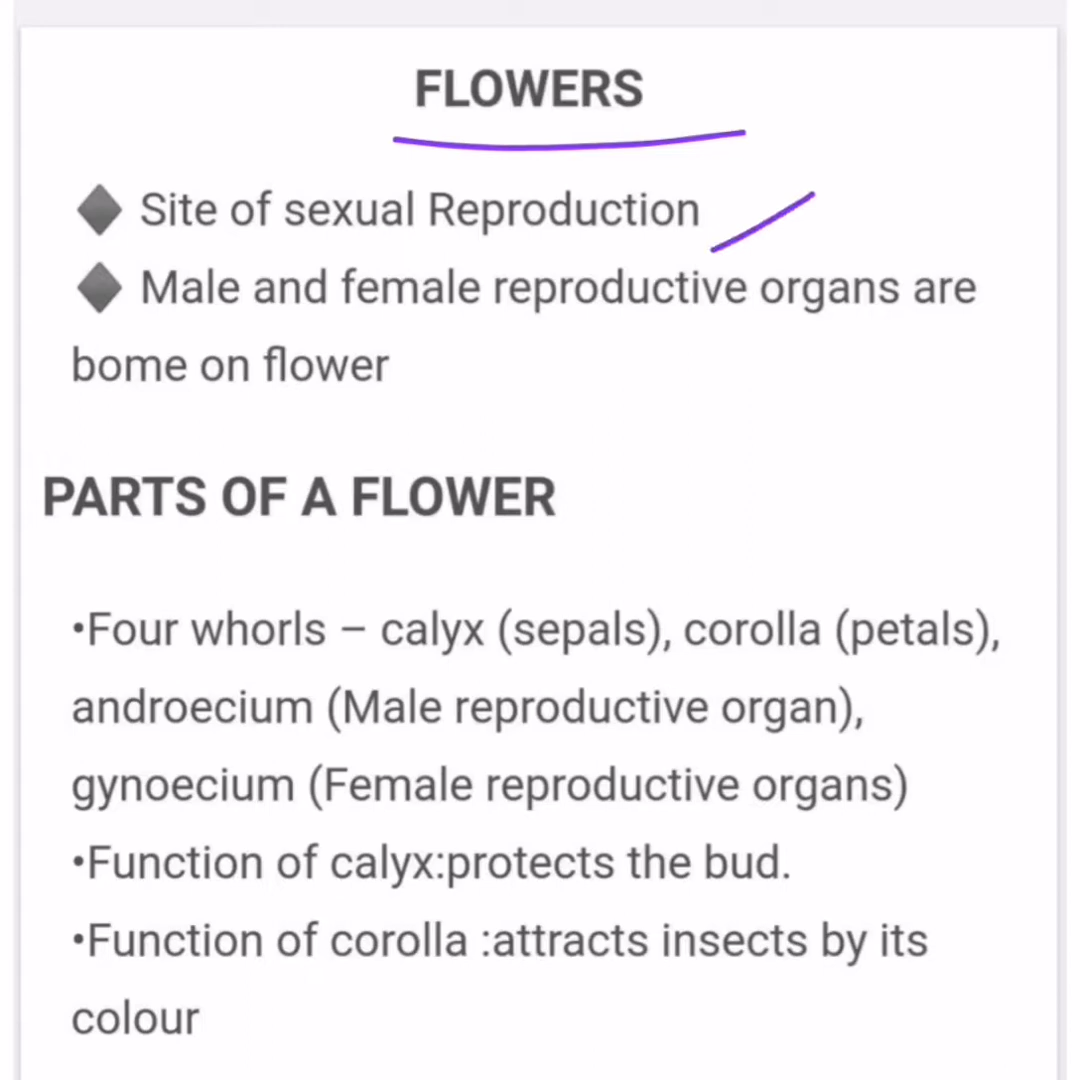 FLOWERS
◆ Site of sexual Reproduction
◆ Male and female reproductive organs are
bome on flower
PARTS OF A FLOWER
•Four whorls – calyx (sepals), corolla (petals),
androecium (Male reproductive organ),
gynoecium (Female reproductive organs)
•Function of calyx:protects the bud.
•Function of corolla :attracts insects by its
colour